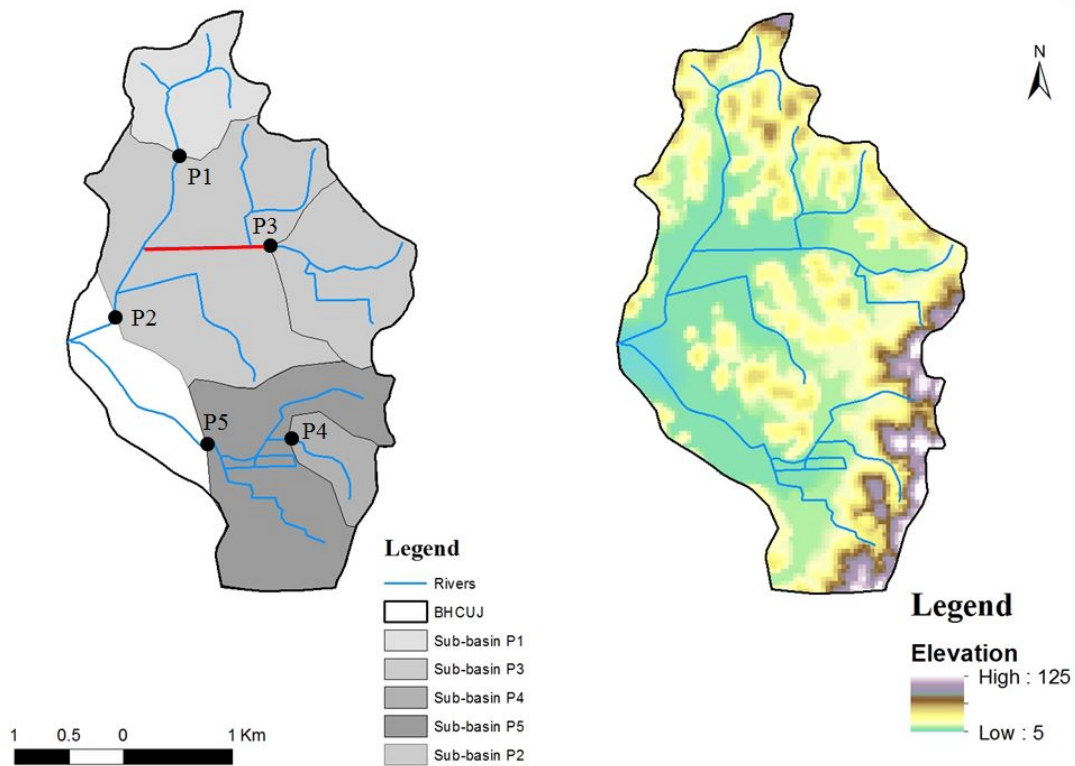 N
P1
P3
P2
P5
P4
Legend
Rivers
BHCUJ
Sub-basin P1
Sub-basin P3
Sub-basin P4
Sub-basin P5
Sub-basin P2
1 0.5 0 1 Km
Legend
Elevation
High : 125
Low : 5